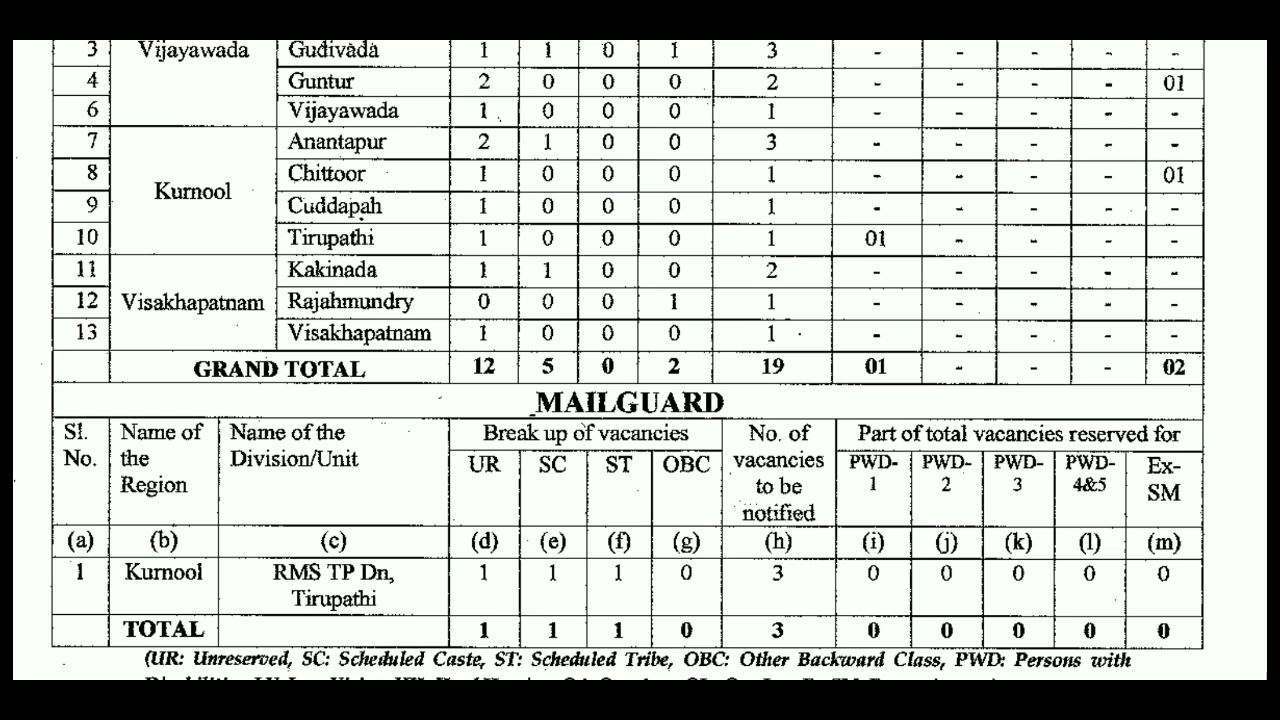 3 Vijayawada Gudivada 1 1 0 1 3 - - - - -
4 Guntur 2 0 0 0 2 - - - - 01
6 Vijayawada 1 0 0 0 1 - - - - -
7 Anantapur 2 1 0 0 3 - - - - -
8 Chittoor 1 0 0 0 1 - - - - 01
Kurnool
9 Cuddapah 1 0 0 0 1 - - - - -
10 Tirupathi 1 0 0 0 1 01 - - - -
11 Kakinada 1 1 0 0 2 - - - - -
12 Visakhapatnam Rajahmundry 0 0 0 1 1 - - - - -
13 Visakhapatnam 1 0 0 0 1 - - - - -
GRAND TOTAL 12 5 0 2 19 01 - - - 02
MAILGUARD
Sl. Name of Name of the Break up of vacancies No. of Part of total vacancies reserved for
No. the Division/Unit UR SC ST OBC vacancies PWD- PWD- PWD- PWD- Ex-
Region to be 1 2 3 4&5 SM
notified
(a) (b) (c) (d) (e) (f) (g) (h) (i) (j) (k) (l) (m)
1 Kurnool RMS TP Dn, 1 1 1 0 3 0 0 0 0 0
Tirupathi
TOTAL 1 1 1 0 3 0 0 0 0 0
(UR: Unreserved, SC: Scheduled Caste, ST: Scheduled Tribe, OBC: Other Backward Class, PWD: Persons with